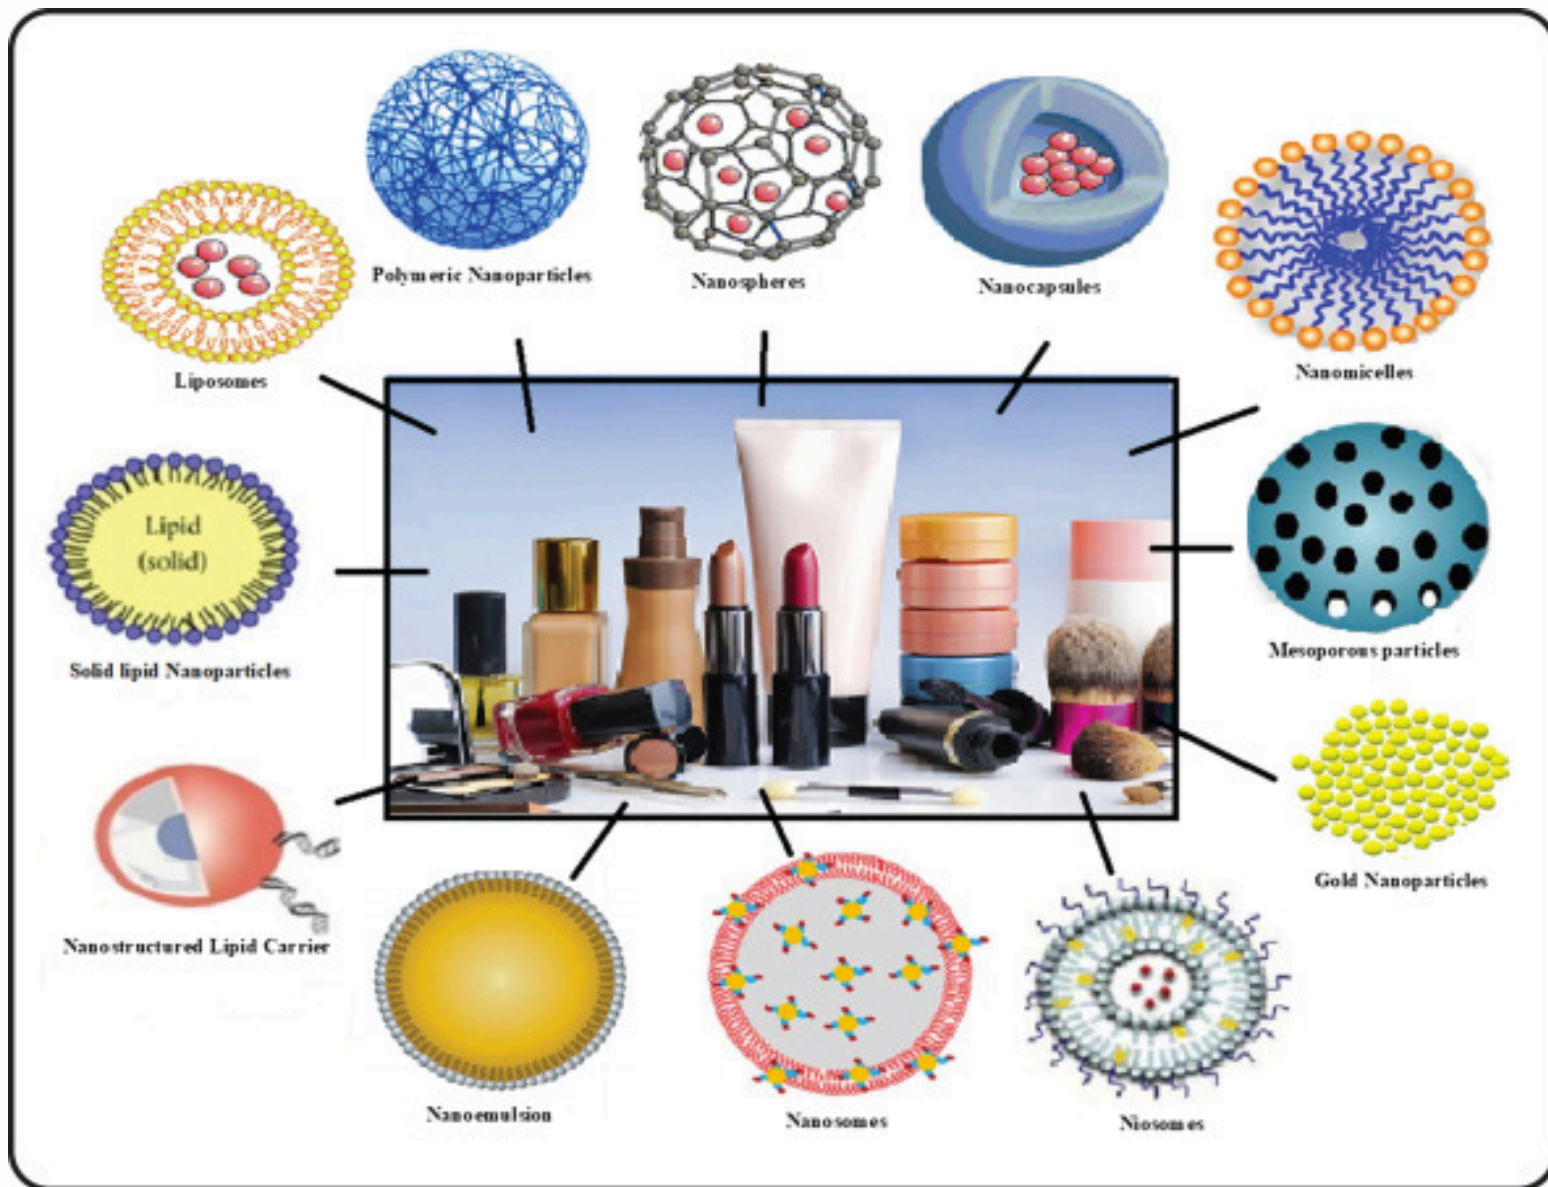 Polymeric Nanoparticles
Nanospheres
Nanocapsules
Liposomes
Nanomicelles
Lipid
(solid)
Solid lipid Nanoparticles
Mesoporous particles
Gold Nanoparticles
Nanostructured Lipid Carrier
Nanoemulsion
Nanosomes
Niosomes